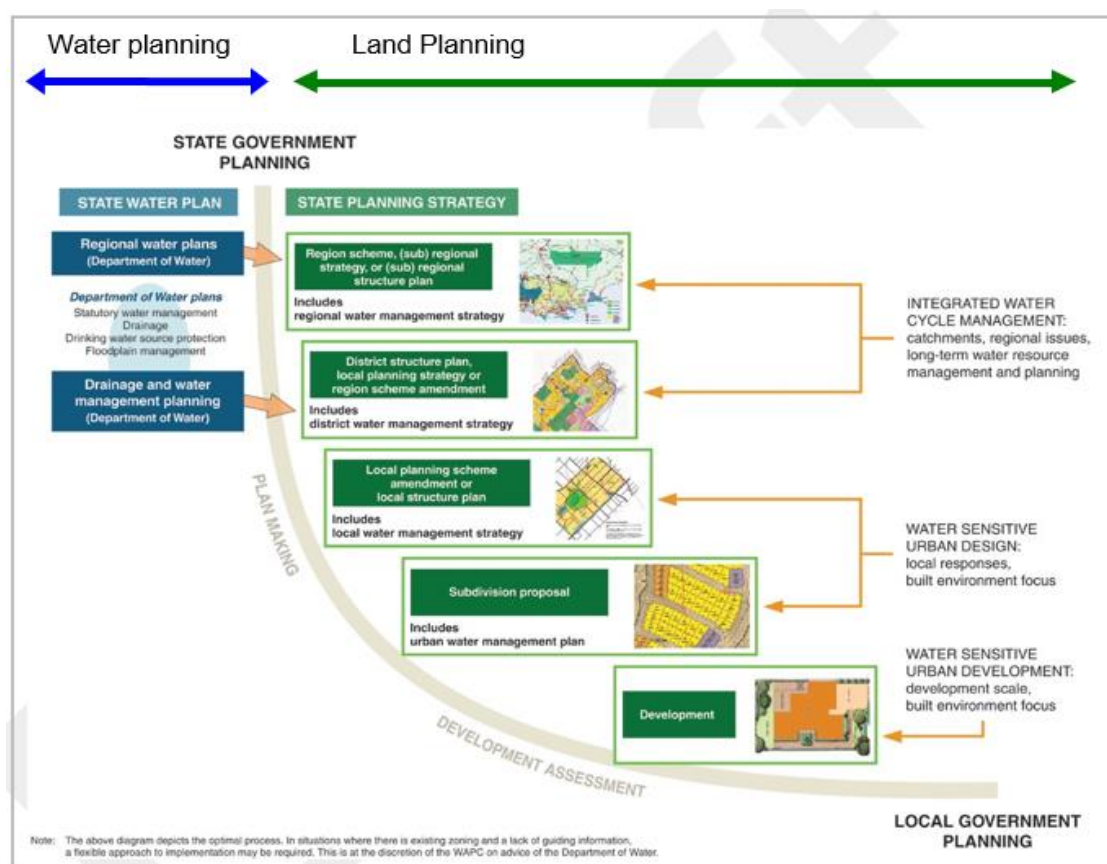 Water planning
Land Planning
STATE GOVERNMENT
PLANNING
STATE WATER PLAN
STATE PLANNING STRATEGY
Regional water plans
(Department of Water)
Department of Water plans
Statutory water management
Drainage
Drinking water source protection
Floodplain management
Drainage and water
management planning
(Department of Water)
Region scheme, (sub) regional
strategy, or (sub) regional
structure plan
Includes
regional water management strategy
District structure plan,
local planning strategy or
region scheme amendment
Includes
district water management strategy
Local planning scheme
amendment or
local structure plan
Includes
local water management strategy
Subdivision proposal
Includes
urban water management plan
Development
INTEGRATED WATER
CYCLE MANAGEMENT:
catchments, regional issues,
long-term water resource
management and planning
WATER SENSITIVE
URBAN DESIGN:
local responses,
built environment focus
WATER SENSITIVE
URBAN DEVELOPMENT:
development scale,
built environment focus
PLAN MAKING
DEVELOPMENT ASSESSMENT
LOCAL GOVERNMENT
PLANNING
Note: The above diagram depicts the optimal process. In situations where there is existing zoning and a lack of guiding information,
a flexible approach to implementation may be required. This is at the discretion of the WAPC on advice of the Department of Water.